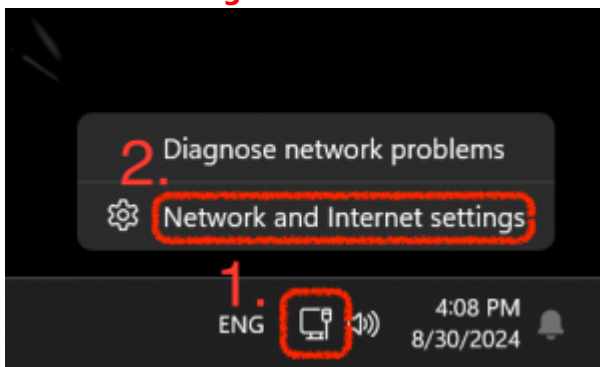 2.
Diagnose network problems
Network and Internet settings
1.
ENG
4:08 PM
8/30/2024